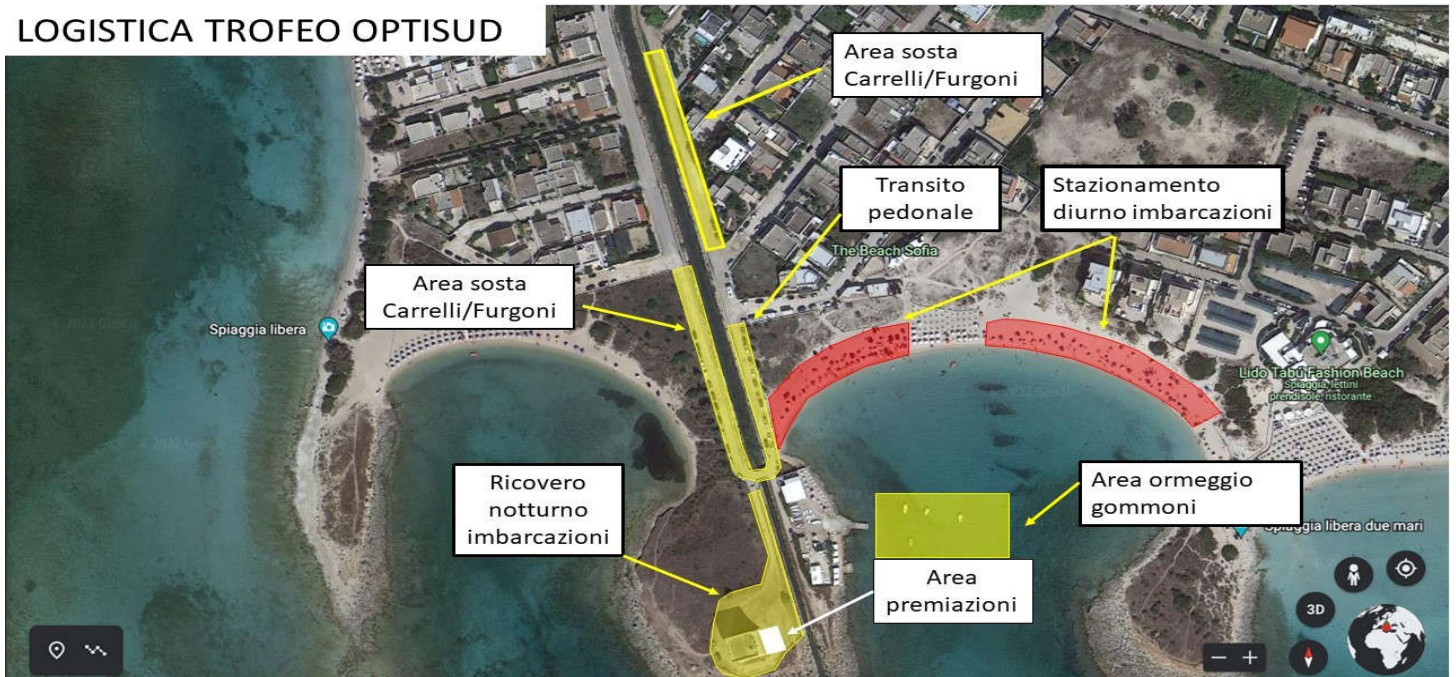 LOGISTICA TROFEO OPTISUD
Area sosta
Carrelli/Furgoni
Transito
pedonale
Stazionamento
diurno imbarcazioni
The Beach Sofia
Area sosta
Carrelli/Furgoni
Spiaggia libera
Lido Tabù Fashion Beach
Spiaggia, lettini
prendisole, ristorante
Ricovero
notturno
imbarcazioni
Area ormeggio
gommoni
Spiaggia libera due mari
Area
premiazioni
3D